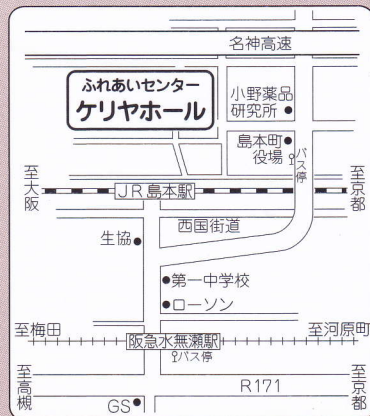 名神高速
ふれあいセンター
ケリヤホール
小野薬品
研究所
島本町
役場
バス停
至大阪
JR島本駅
至京都
西国街道
生協
第一中学校
ローソン
至梅田
至河原町
阪急水無瀬駅
バス停
至高槻
R171
至京都
GS